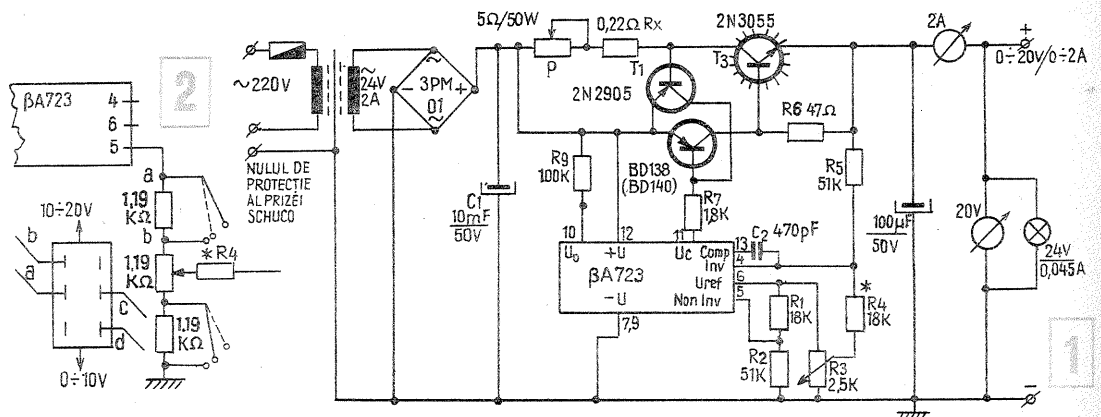 βA723
4
6
5
2
a
1,19
KΩ
b
1,19
KΩ
*R4
1,19
KΩ
10÷20V
b
a
c
d
0÷10V
~220V
NULUL DE
PROTECTIE
AL PRIZEI
SCHUCO
~
24V
2A
~
- 3PM +
01
~
5Ω/50W
P
0,22Ω Rx
T1
2N2905
2N3055
T3
R6 47Ω
BD138
(BD140)
R9
100K
C1
10mF
50V
R7
1,8K
10
12
11
13
4
6
5
7,9
Uo
+U
Uc
Comp
Inv
βA723
Uref
-U
Non Inv
C2 470pF
R1
18K
R2
51K
R3
2,5K
*
R4
18K
R5
51K
100µF
50V
2A
+
0÷20V/0÷2A
20V
24V
0,045A
-
1